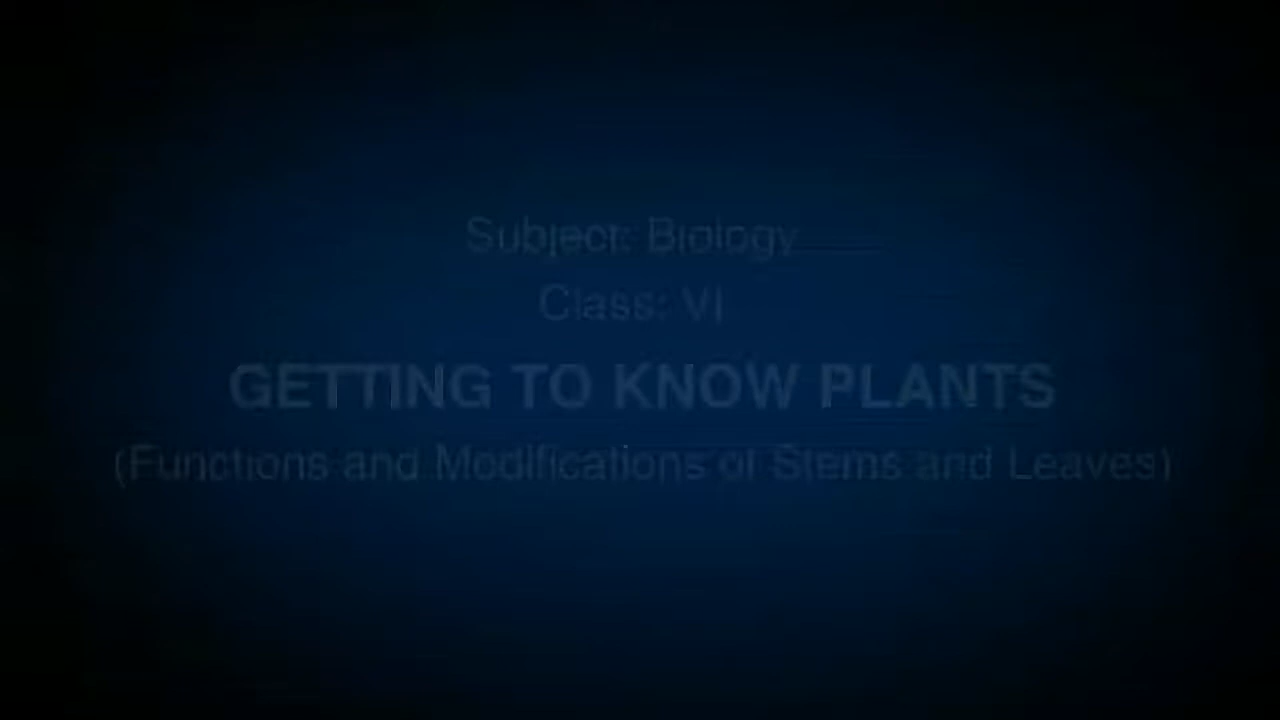 Subject: Biology
Class: VI
GETTING TO KNOW PLANTS
(Functions and Modifications of Stems and Leaves)